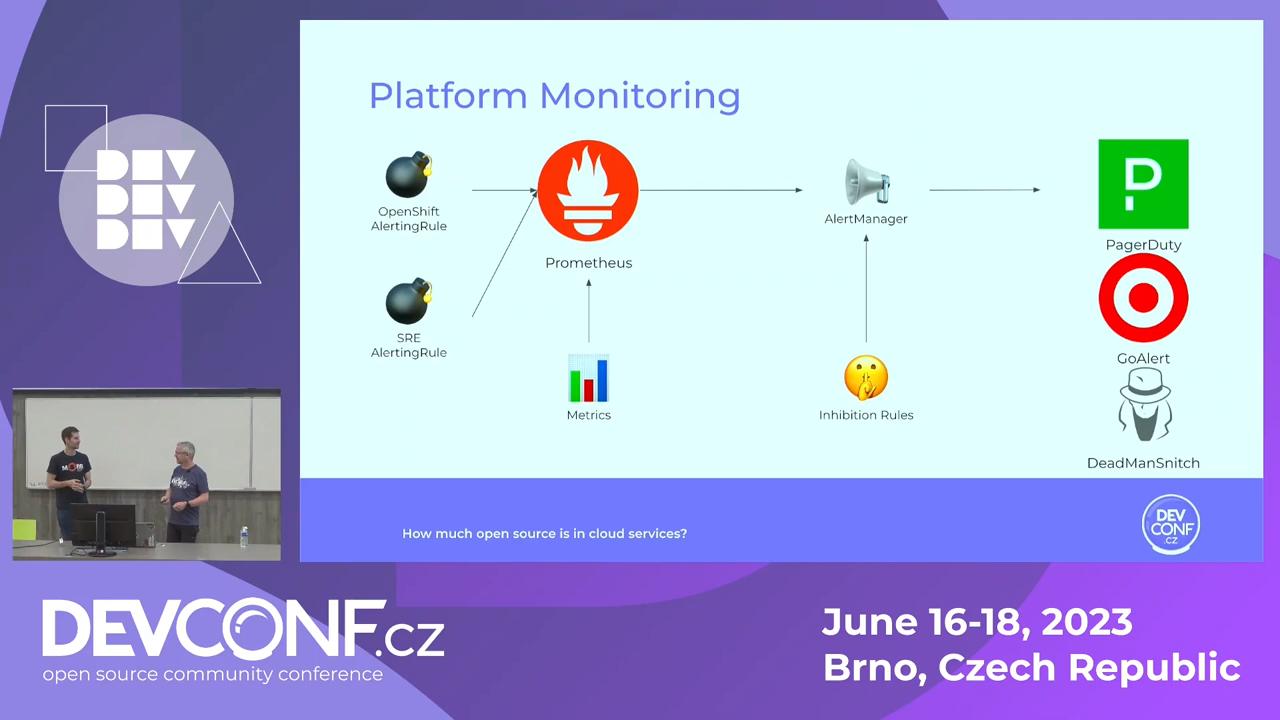 DEV
DEV
DEV
Platform Monitoring
OpenShift
AlertingRule
SRE
AlertingRule
Prometheus
Metrics
AlertManager
Inhibition Rules
P
PagerDuty
GoAlert
DeadManSnitch
How much open source is in cloud services?
DEV
CONF
.CZ
DEVCONF.cz
open source community conference
June 16-18, 2023
Brno, Czech Republic